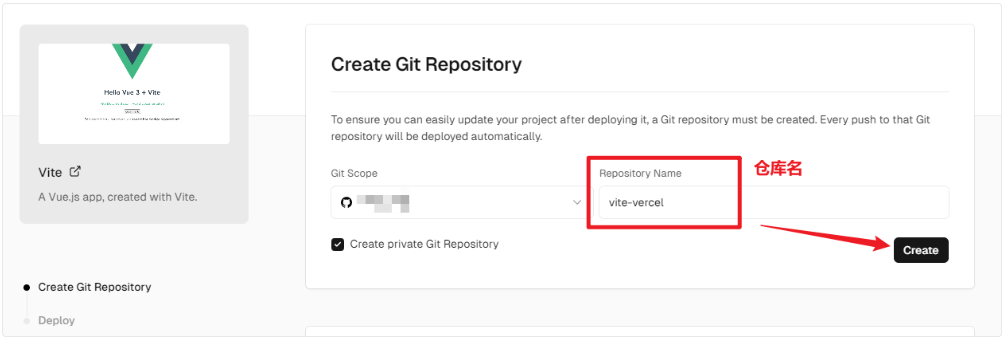 Hello Vue 3 + Vite
Vite
A Vue.js app, created with Vite.
Create Git Repository
Deploy
Create Git Repository
To ensure you can easily update your project after deploying it, a Git repository must be created. Every push to that Git
repository will be deployed automatically.
Git Scope
Repository Name
仓库名
vite-vercel
Create private Git Repository
Create